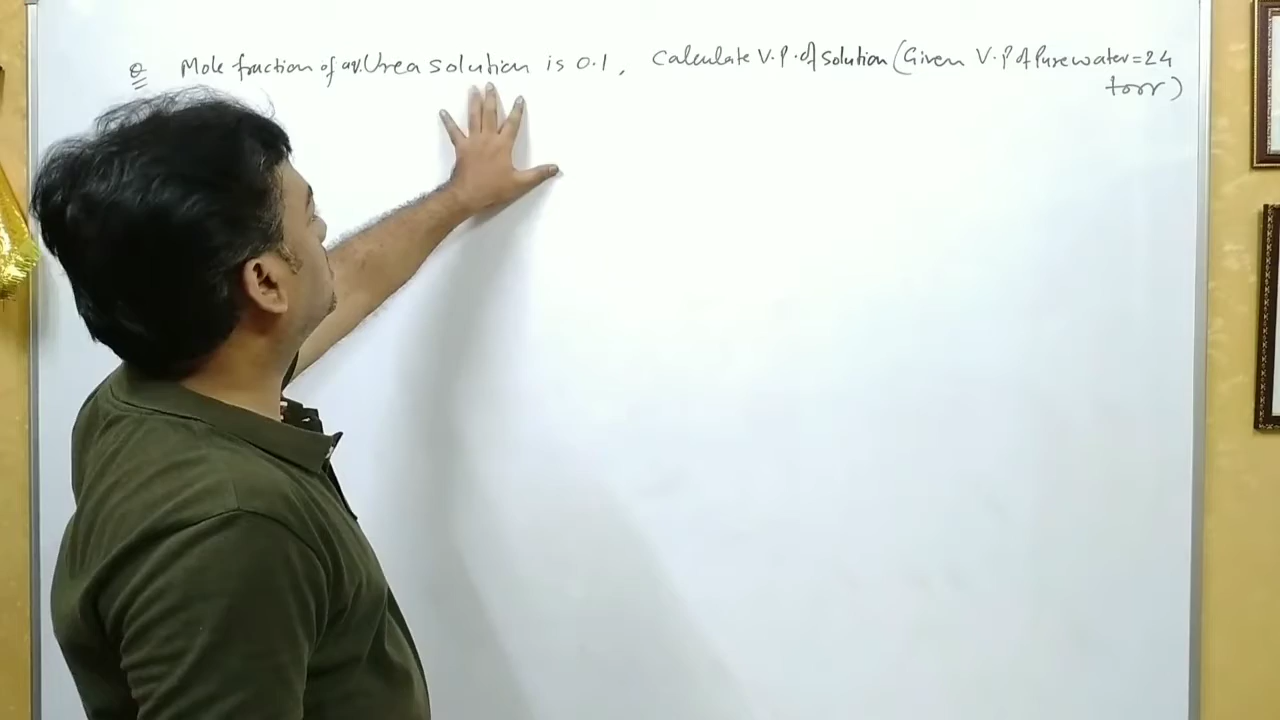 Q Mole fraction of aq. Urea solution is 0.1, Calculate V.P. of solution (Given V.P of Pure water = 24
torr)